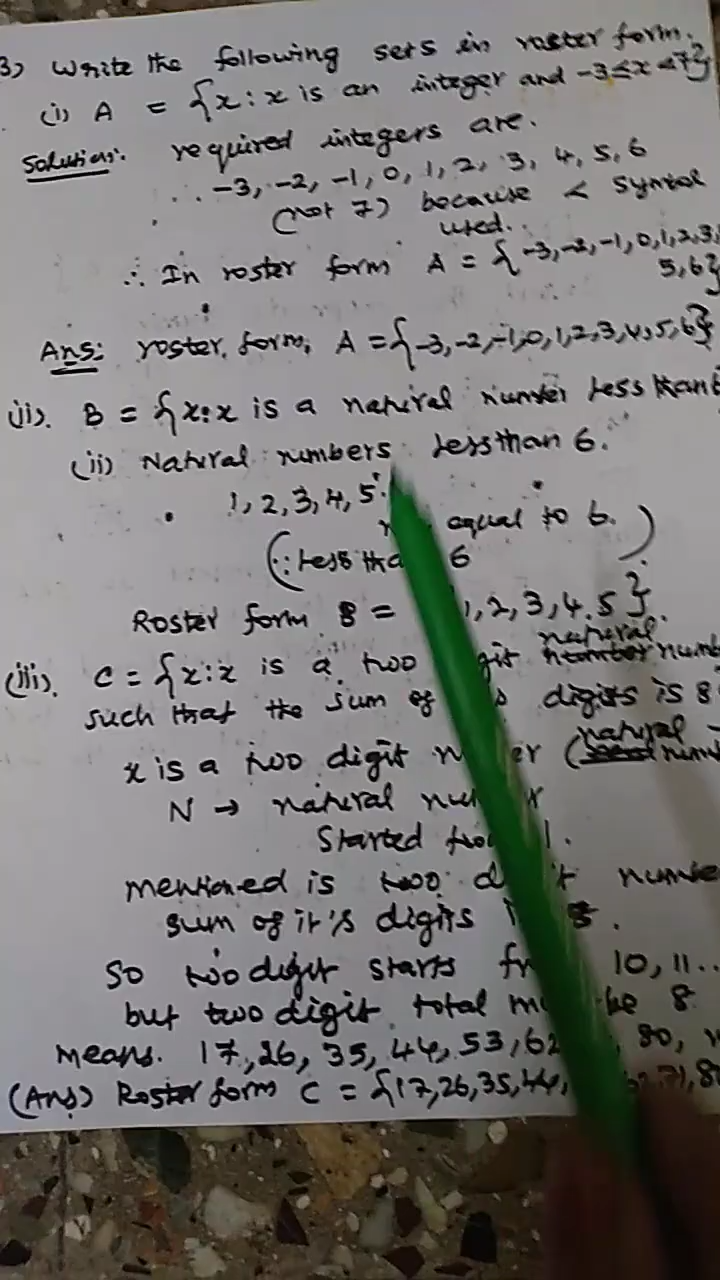 3) Write the following sets in roster form.
(i) A = {x : x is an integer and -3≤x<7}
Solution: required integers are.
∴ -3, -2, -1, 0, 1, 2, 3, 4, 5, 6
(not 7) because < symbol
used.
∴ In roster form A = {-3,-2,-1,0,1,2,3,
5,6}
Ans: roster form, A = {-3,-2,-1,0,1,2,3,4,5,6}
(ii). B = {x:x is a natural number less than 6
(ii) Natural numbers less than 6.
1, 2, 3, 4, 5
equal to 6.)
(∵ less 6
Roster form B = 1, 2, 3, 4, 5}.
natural
(iii). C = {x:x is a two
such that the sum of digits is 8
natural
x is a two digit (
N → natural
Started 1.
mentioned is two
sum of it's digits
So two digit starts 10, 11..
but two digit total 8
means. 17, 26, 35, 44, 53, 62 80,
(Ans) Roster form C = {17,26,35,44, 62,71,80